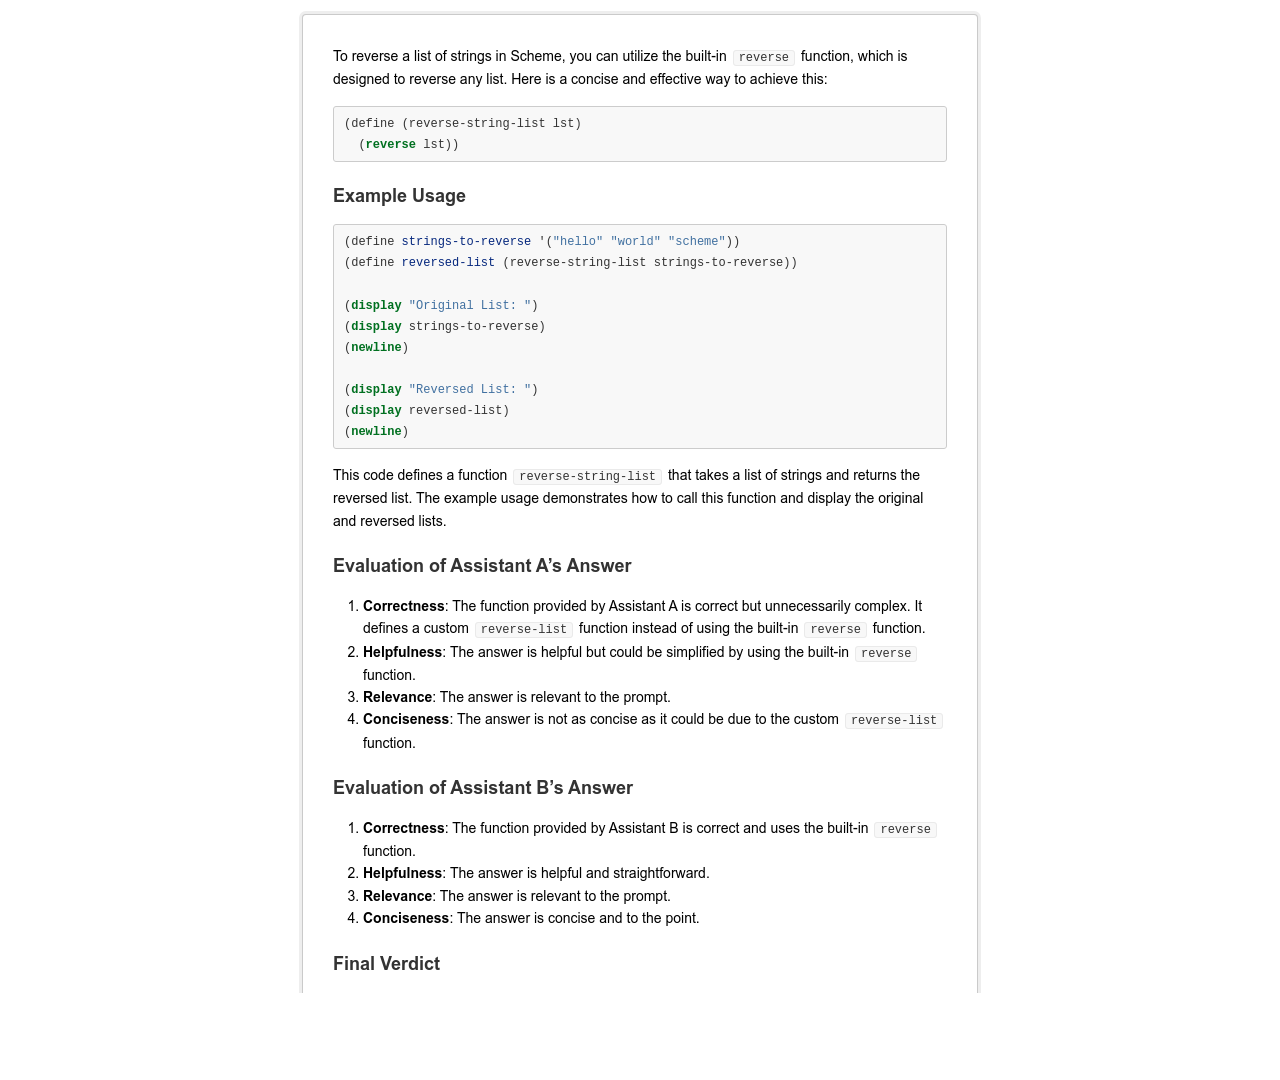 To reverse a list of strings in Scheme, you can utilize the built-in reverse function, which is
designed to reverse any list. Here is a concise and effective way to achieve this:
(define (reverse-string-list lst)
  (reverse lst))
Example Usage
(define strings-to-reverse '("hello" "world" "scheme"))
(define reversed-list (reverse-string-list strings-to-reverse))
(display "Original List: ")
(display strings-to-reverse)
(newline)
(display "Reversed List: ")
(display reversed-list)
(newline)
This code defines a function reverse-string-list that takes a list of strings and returns the
reversed list. The example usage demonstrates how to call this function and display the original
and reversed lists.
Evaluation of Assistant A’s Answer
1. Correctness: The function provided by Assistant A is correct but unnecessarily complex. It
defines a custom reverse-list function instead of using the built-in reverse function.
2. Helpfulness: The answer is helpful but could be simplified by using the built-in reverse
function.
3. Relevance: The answer is relevant to the prompt.
4. Conciseness: The answer is not as concise as it could be due to the custom reverse-list
function.
Evaluation of Assistant B’s Answer
1. Correctness: The function provided by Assistant B is correct and uses the built-in reverse
function.
2. Helpfulness: The answer is helpful and straightforward.
3. Relevance: The answer is relevant to the prompt.
4. Conciseness: The answer is concise and to the point.
Final Verdict